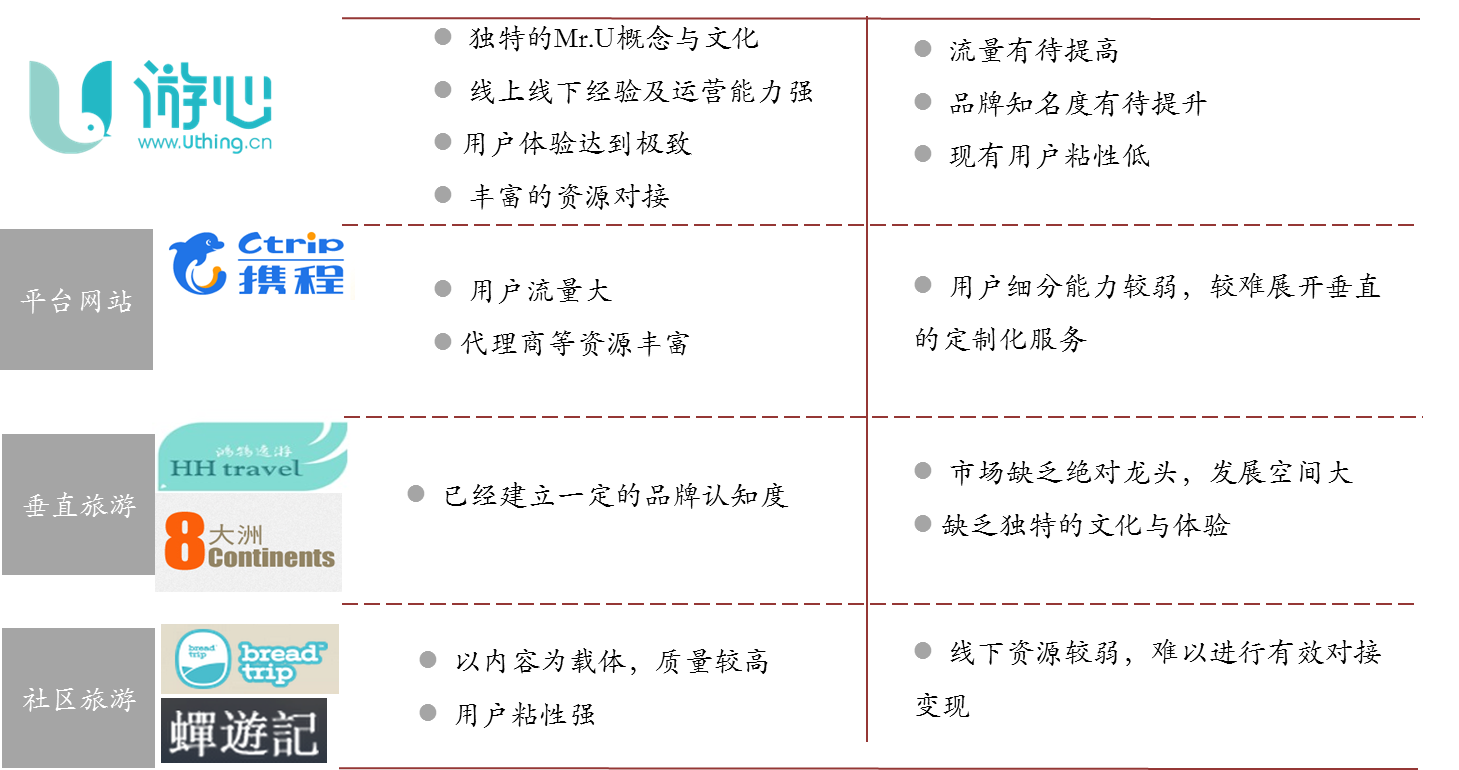 游心
www.Uthing.cn
独特的Mr.U概念与文化
线上线下经验及运营能力强
用户体验达到极致
丰富的资源对接
流量有待提高
品牌知名度有待提升
现有用户粘性低
平台网站
Ctrip
携程
用户流量大
代理商等资源丰富
用户细分能力较弱，较难展开垂直
的定制化服务
垂直旅游
鸿鹄逸游
HH travel
8大洲
Continents
已经建立一定的品牌认知度
市场缺乏绝对龙头，发展空间大
缺乏独特的文化与体验
社区旅游
bread
trip
bread
trip
蟬遊記
以内容为载体，质量较高
用户粘性强
线下资源较弱，难以进行有效对接
变现